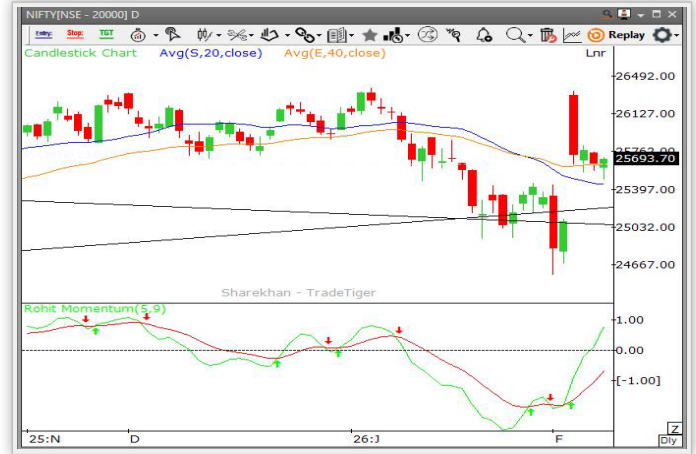 NIFTY[NSE - 20000] D
Entry: Stop: TGT Replay
Candlestick Chart Avg(S,20,close) Avg(E,40,close) Lnr
26492.00
26127.00
25762.00
25693.70
25397.00
25032.00
24667.00
Sharekhan - TradeTiger
Rohit Momentum(5,9)
1.00
0.00
[-1.00]
25:N D 26:J F Z
Dly